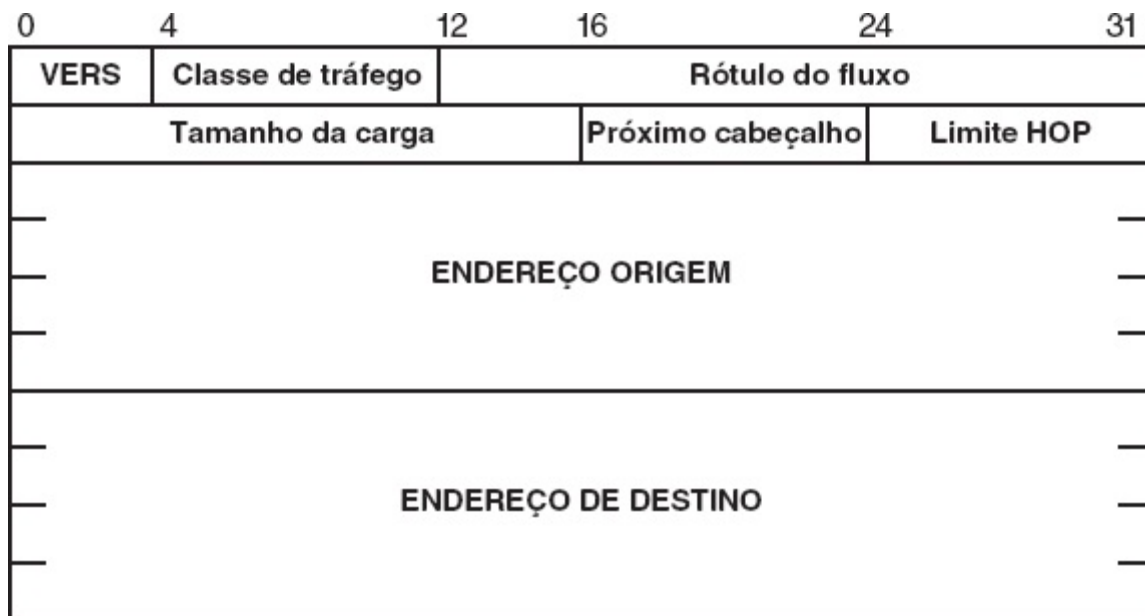 0 4 12 16 24 31
VERS Classe de tráfego Rótulo do fluxo
Tamanho da carga Próximo cabeçalho Limite HOP
ENDEREÇO ORIGEM
ENDEREÇO DE DESTINO